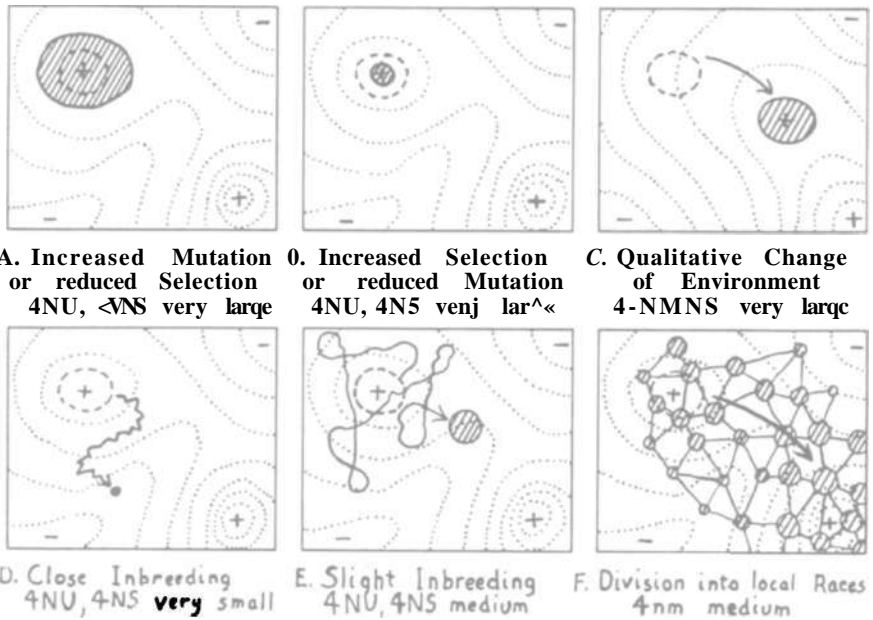 A. Increased Mutation
or reduced Selection
4NU, <VNS very larqe
0. Increased Selection
or reduced Mutation
4NU, 4N5 venj lar^«
C. Qualitative Change
of Environment
4-NMNS very larqc
D. Close Inbreeding
4NU, 4NS very small
E. Slight Inbreeding
4NU, 4NS medium
F. Division into local Races
4nm medium